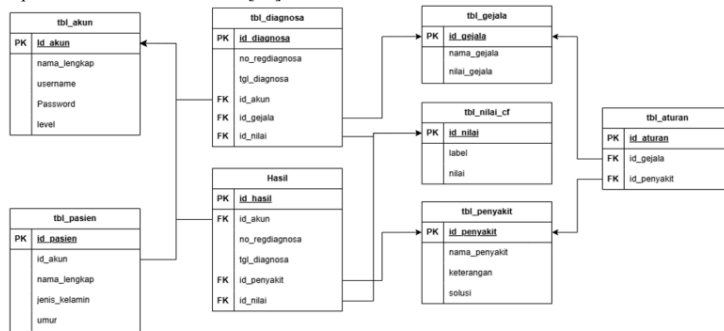 tbl_akun
PK Id_akun
nama_lengkap
username
Password
level
tbl_diagnosa
PK id_diagnosa
no_regdiagnosa
tgl_diagnosa
FK id_akun
FK id_gejala
FK id_nilai
tbl_gejala
PK id_gejala
nama_gejala
nilai_gejala
tbl_nilai_cf
PK id_nilai
label
nilai
tbl_aturan
PK id_aturan
FK id_gejala
FK id_penyakit
tbl_pasien
PK id_pasien
id_akun
nama_lengkap
jenis_kelamin
umur
Hasil
PK id_hasil
FK id_akun
no_regdiagnosa
tgl_diagnosa
FK id_penyakit
FK id_nilai
tbl_penyakit
PK id_penyakit
nama_penyakit
keterangan
solusi